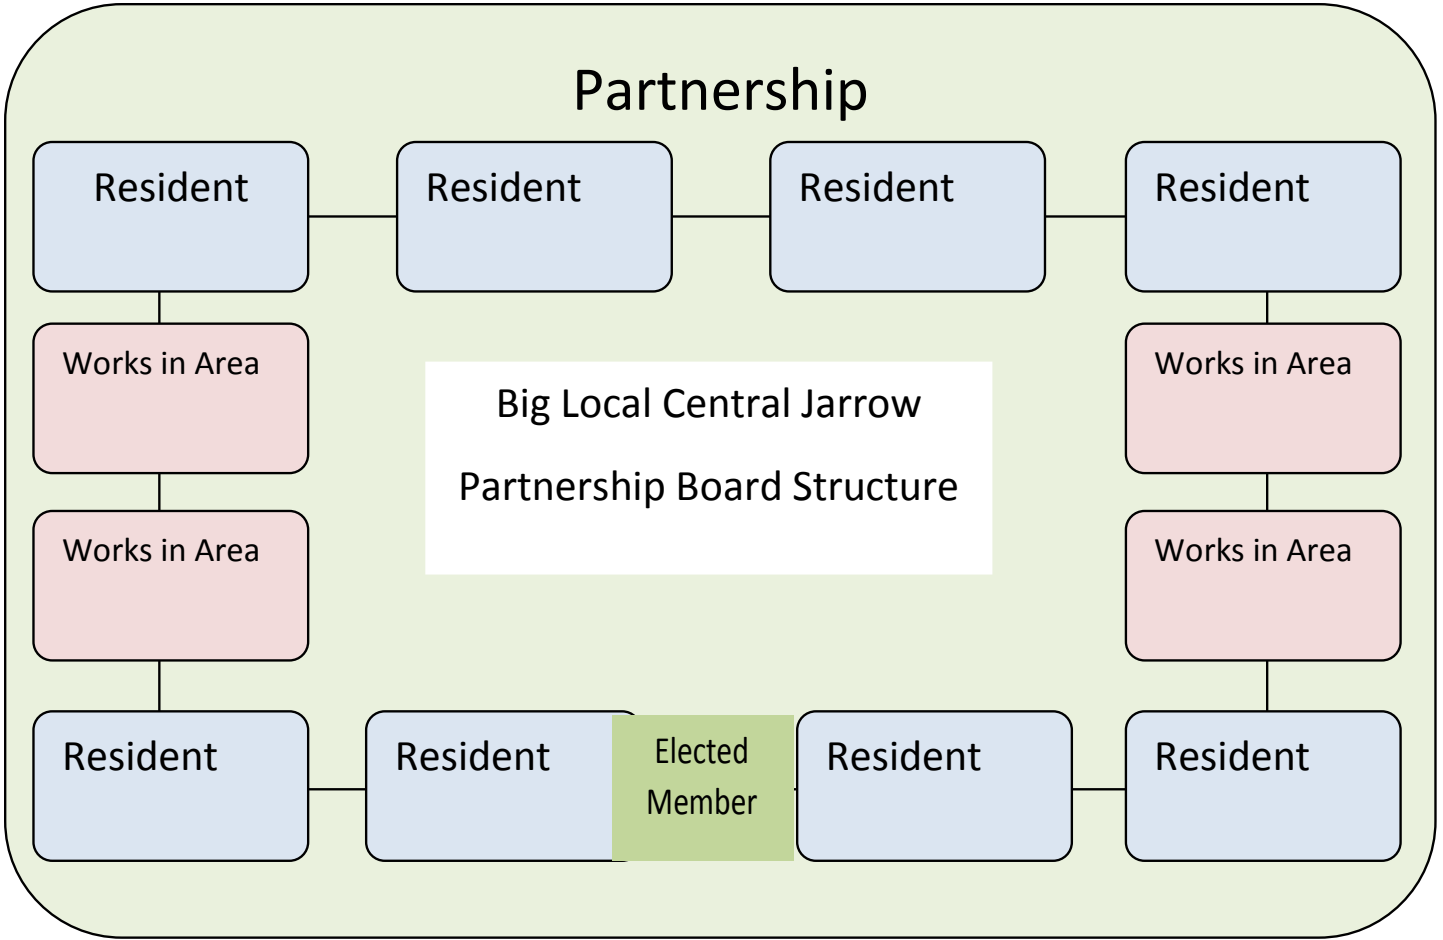 Partnership
Resident
Resident
Resident
Resident
Works in Area
Works in Area
Big Local Central Jarrow
Partnership Board Structure
Works in Area
Works in Area
Resident
Resident
Elected
Member
Resident
Resident